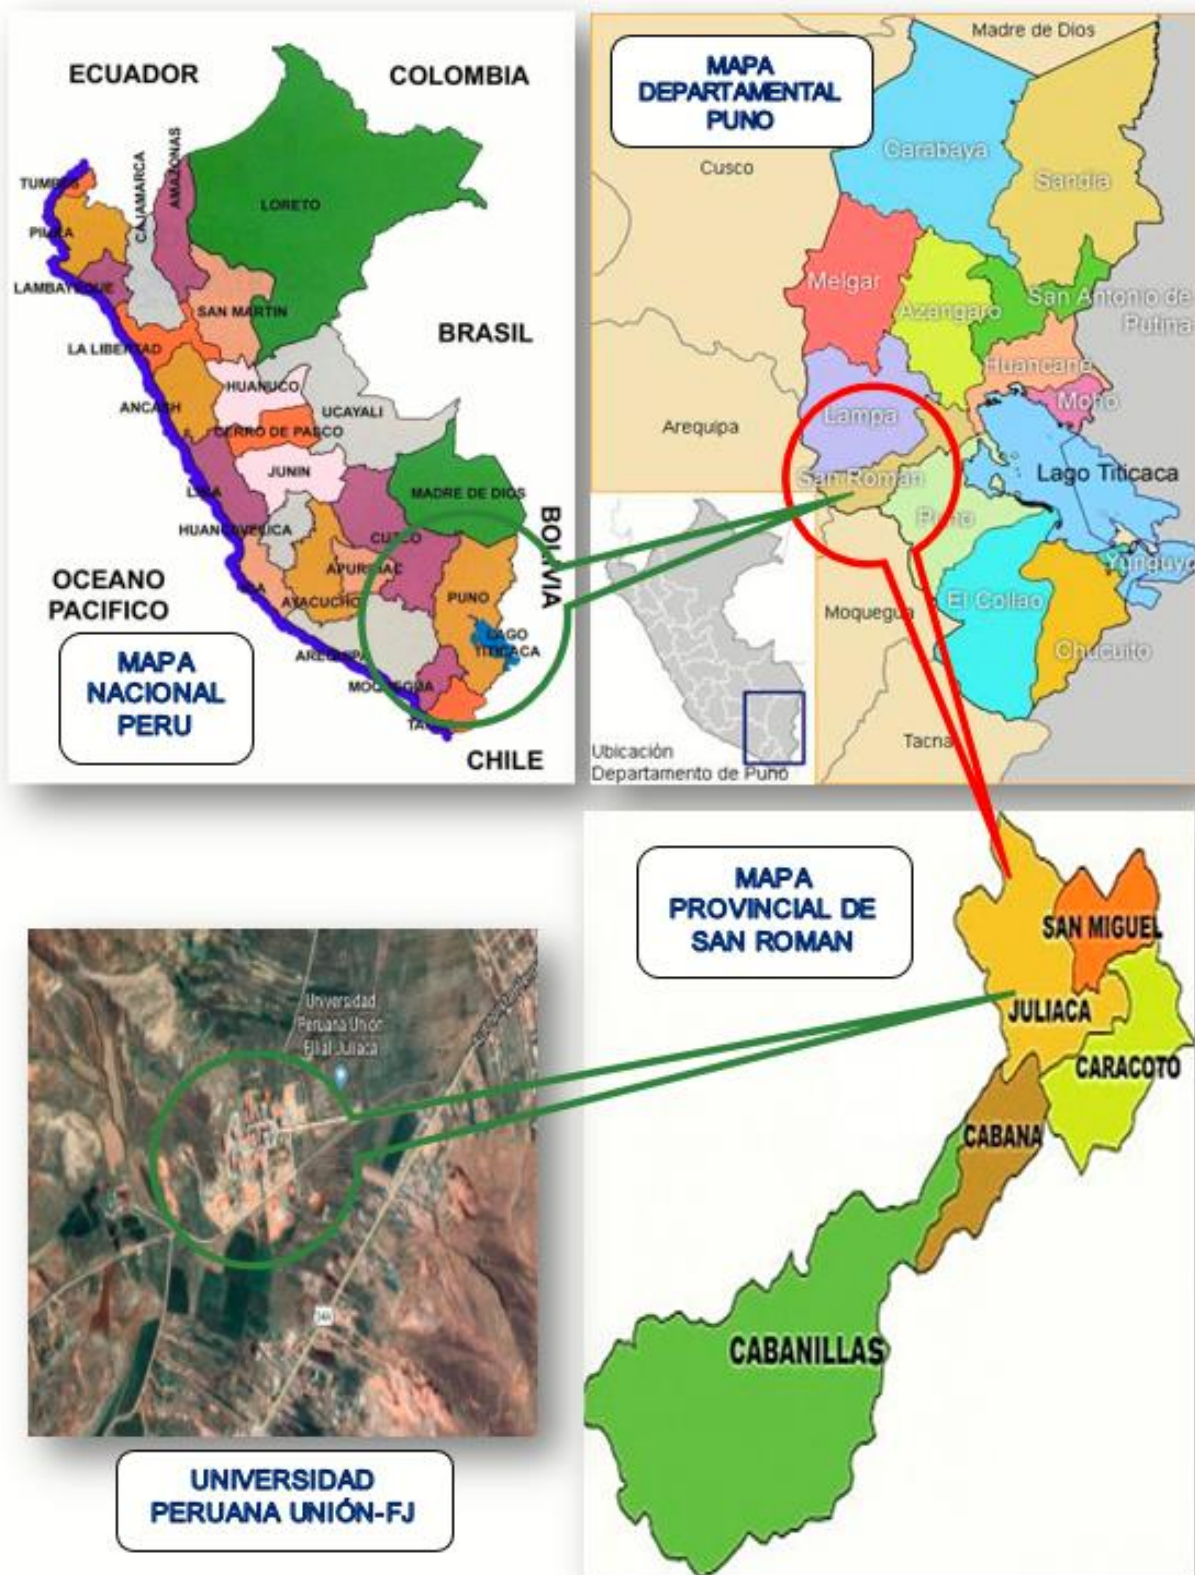 ECUADOR
COLOMBIA
TUMBES
PIURA
CAJAMARCA
AMAZONAS
LORETO
LAMBAYEQUE
SAN MARTIN
BRASIL
LA LIBERTAD
HUANUCO
ANCASH
UCAYALI
CERRO DE PASCO
JUNIN
LIMA
MADRE DE DIOS
HUANCAVELICA
CUZCO
BOLIVIA
APURIMAC
OCEANO
PACIFICO
ICA
AYACUCHO
PUNO
LAGO
TITICACA
AREQUIPA
MOQUEGUA
CHILE
MAPA
NACIONAL
PERU
MAPA
DEPARTAMENTAL
PUNO
Madre de Dios
Cusco
Carabaya
Sandia
Melgar
Azangaro
San Antonio de
Putina
Huancane
Moho
Lampa
Arequipa
San Roman
Lago Titicaca
Puno
Yunguyo
El Collao
Moquegua
Chucuito
Tacna
Ubicación
Departamento de Puno
MAPA
PROVINCIAL DE
SAN ROMAN
SAN MIGUEL
JULIACA
CARACOTO
CABANA
CABANILLAS
Universidad
Peruana Unión
Filial Juliaca
34A
UNIVERSIDAD
PERUANA UNIÓN-FJ